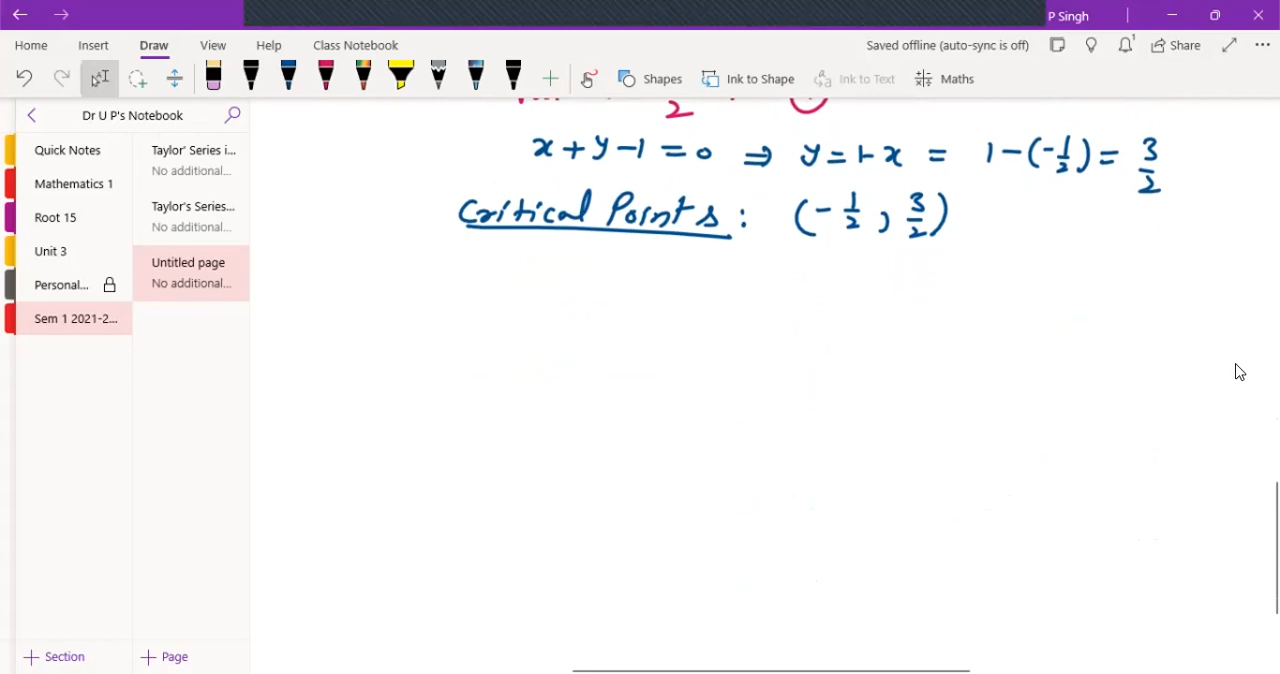 P Singh
Home Insert Draw View Help Class Notebook Saved offline (auto-sync is off) 1 Share
Shapes Ink to Shape Ink to Text Maths
Dr U P's Notebook
Quick Notes
Mathematics 1
Root 15
Unit 3
Personal...
Sem 1 2021-2...
Taylor' Series i...
No additional...
Taylor's Series...
No additional...
Untitled page
No additional...
+ Section
+ Page
2
x + y - 1 = 0 ⇒ y = 1 - x = 1 - (-1/2) = 3/2
Critical Points : (-1/2, 3/2)